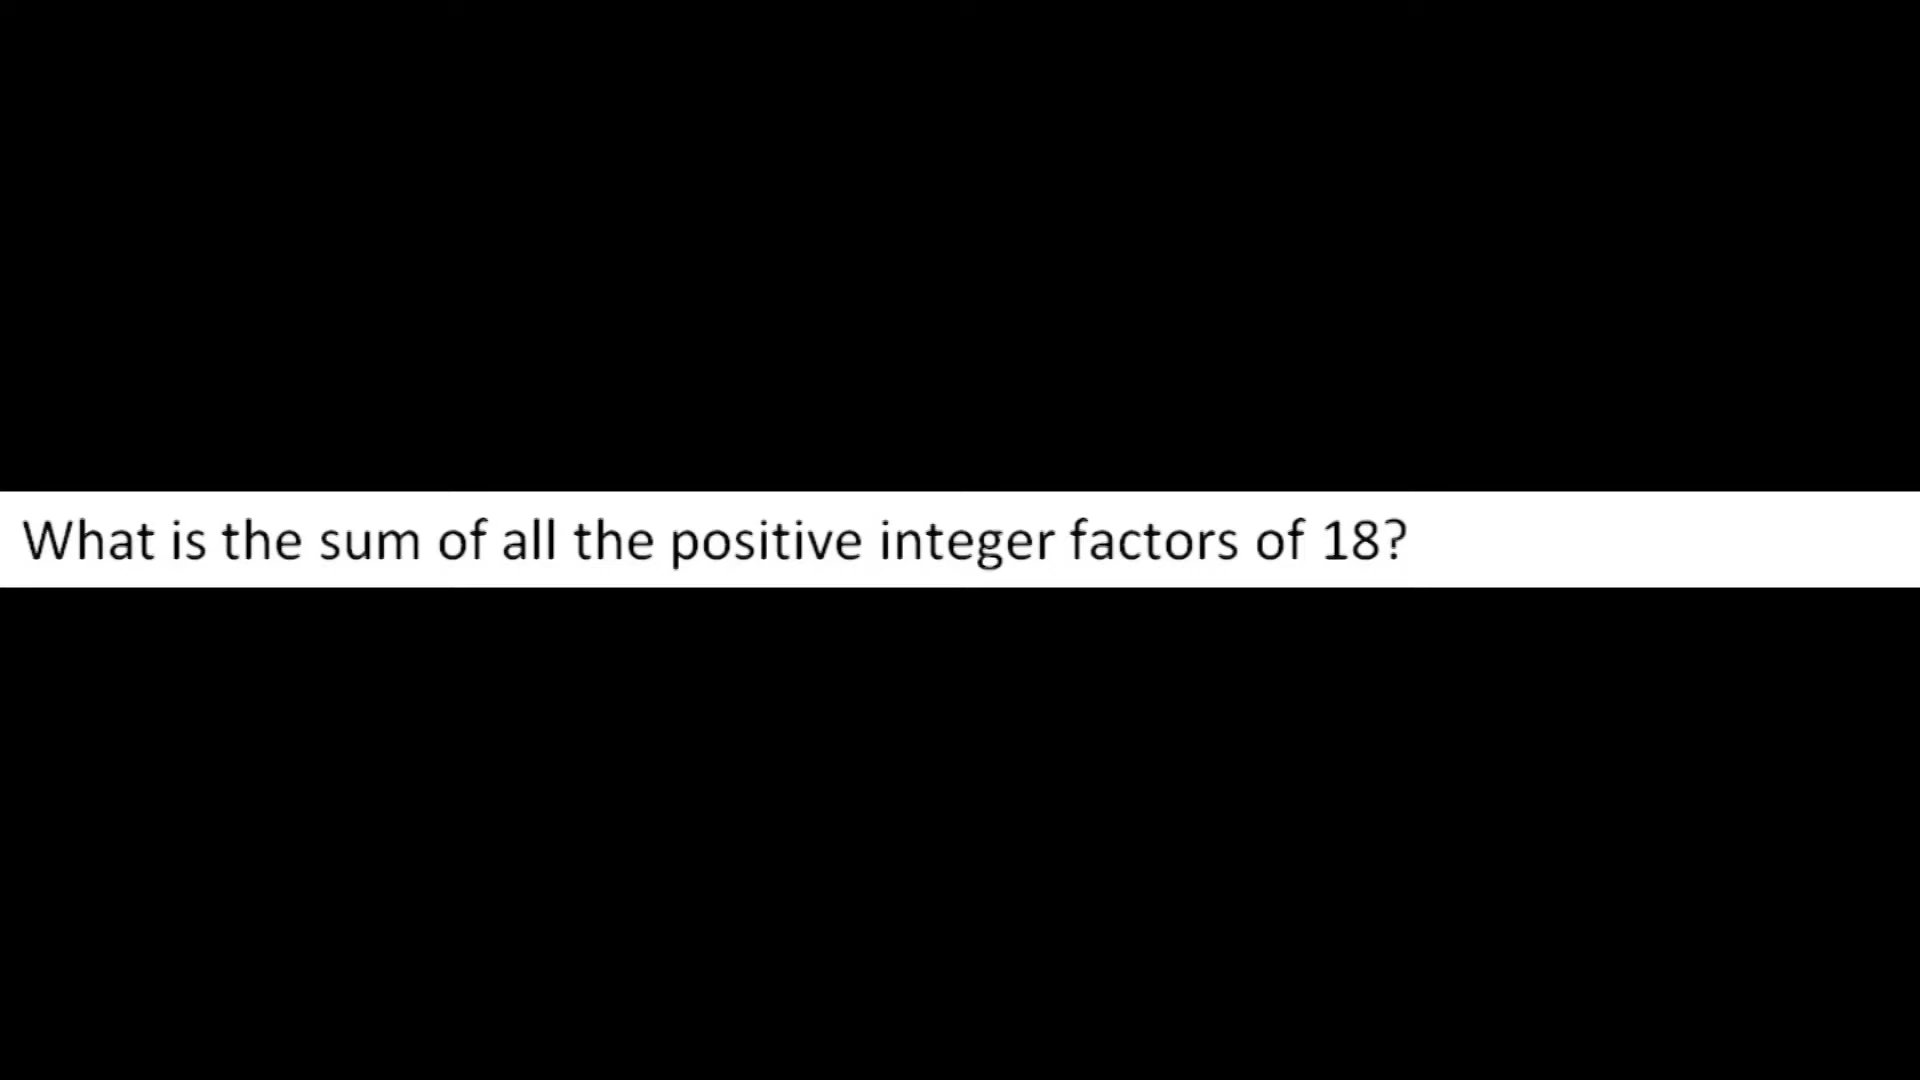 What is the sum of all the positive integer factors of 18?